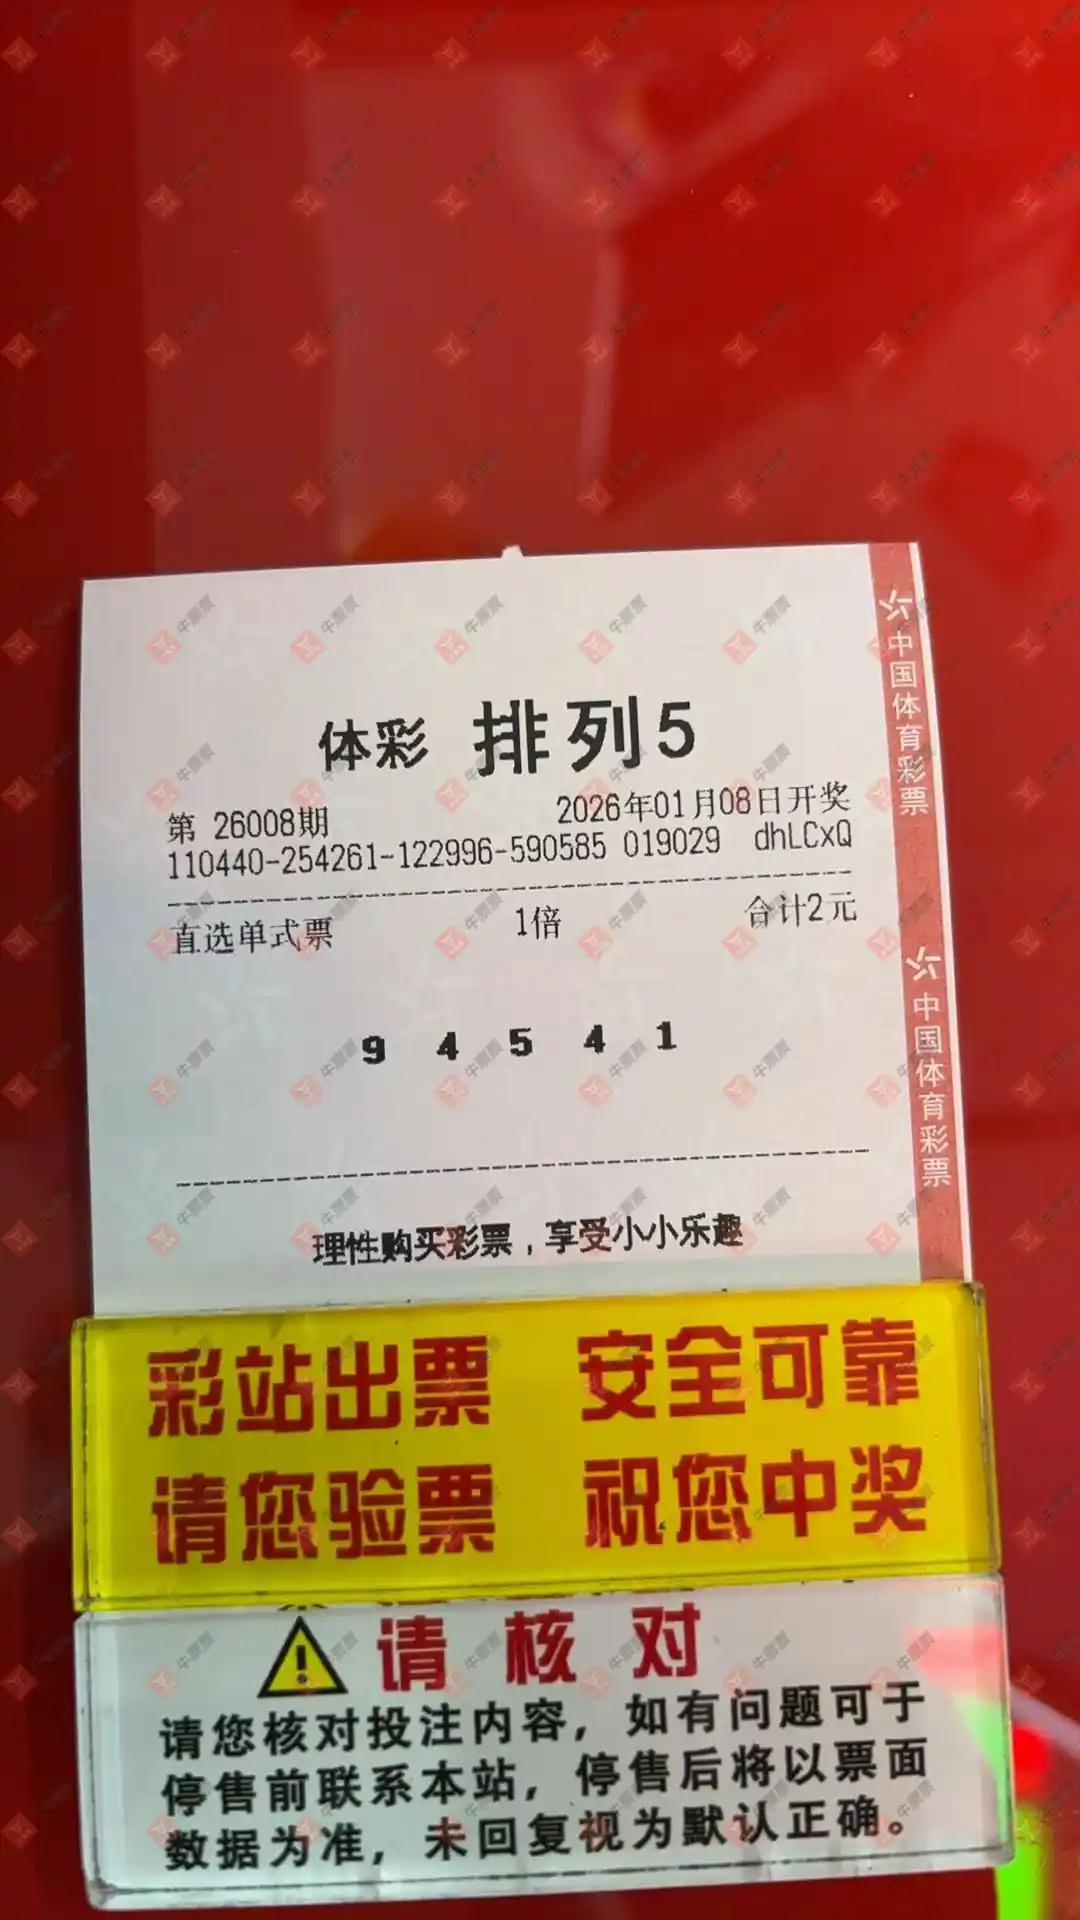 体彩 排列5
第 26008期 2026年01月08日开奖
110440-254261-122996-590585 019029 dhLCxQ
直选单式票 1倍 合计2元
9 4 5 4 1
理性购买彩票，享受小小乐趣
中国体育彩票
中国体育彩票
彩站出票 安全可靠
请您验票 祝您中奖
请核对
请您核对投注内容，如有问题可于
停售前联系本站，停售后将以票面
数据为准，未回复视为默认正确。
牛票票